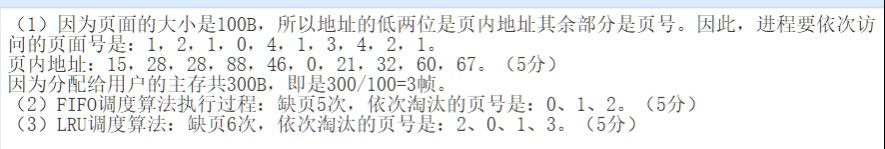 （1）因为页面的大小是100B，所以地址的低两位是页内地址其余部分是页号。因此，进程要依次访
问的页面号是：1，2，1，0，4，1，3，4，2，1。
页内地址：15，28，28，88，46，0，21，32，60，67。（5分）
因为分配给用户的主存共300B，即是300/100=3帧。
（2）FIFO调度算法执行过程：缺页5次，依次淘汰的页号是：0、1、2。（5分）
（3）LRU调度算法：缺页6次，依次淘汰的页号是：2、0、1、3。（5分）